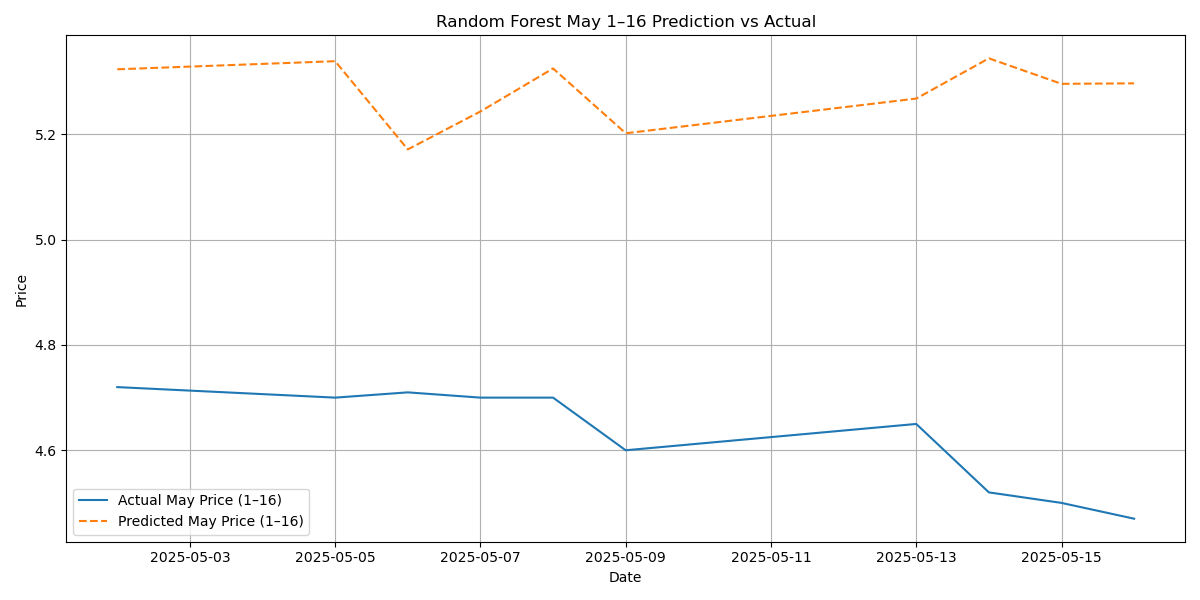 Random Forest May 1–16 Prediction vs Actual
Price
5.2
5.0
4.8
4.6
Actual May Price (1–16)
Predicted May Price (1–16)
2025-05-03
2025-05-05
2025-05-07
2025-05-09
2025-05-11
2025-05-13
2025-05-15
Date